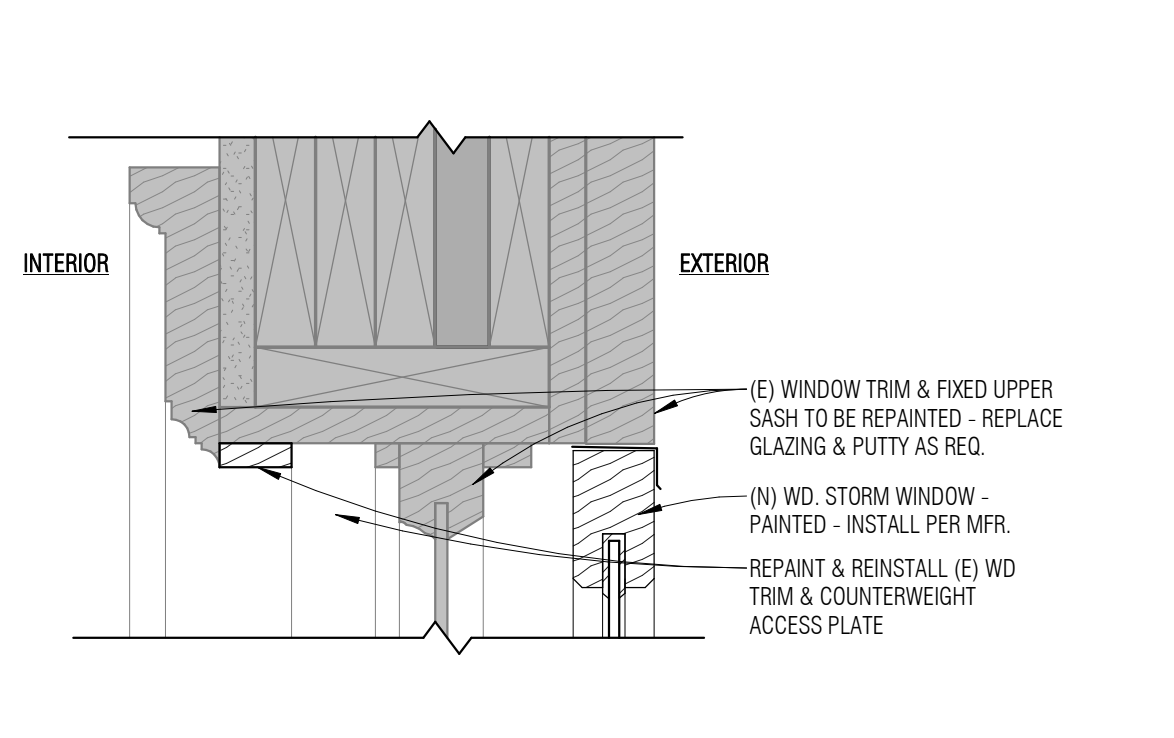 INTERIOR
EXTERIOR
(E) WINDOW TRIM & FIXED UPPER
SASH TO BE REPAINTED - REPLACE
GLAZING & PUTTY AS REQ.
(N) WD. STORM WINDOW -
PAINTED - INSTALL PER MFR.
REPAINT & REINSTALL (E) WD
TRIM & COUNTERWEIGHT
ACCESS PLATE